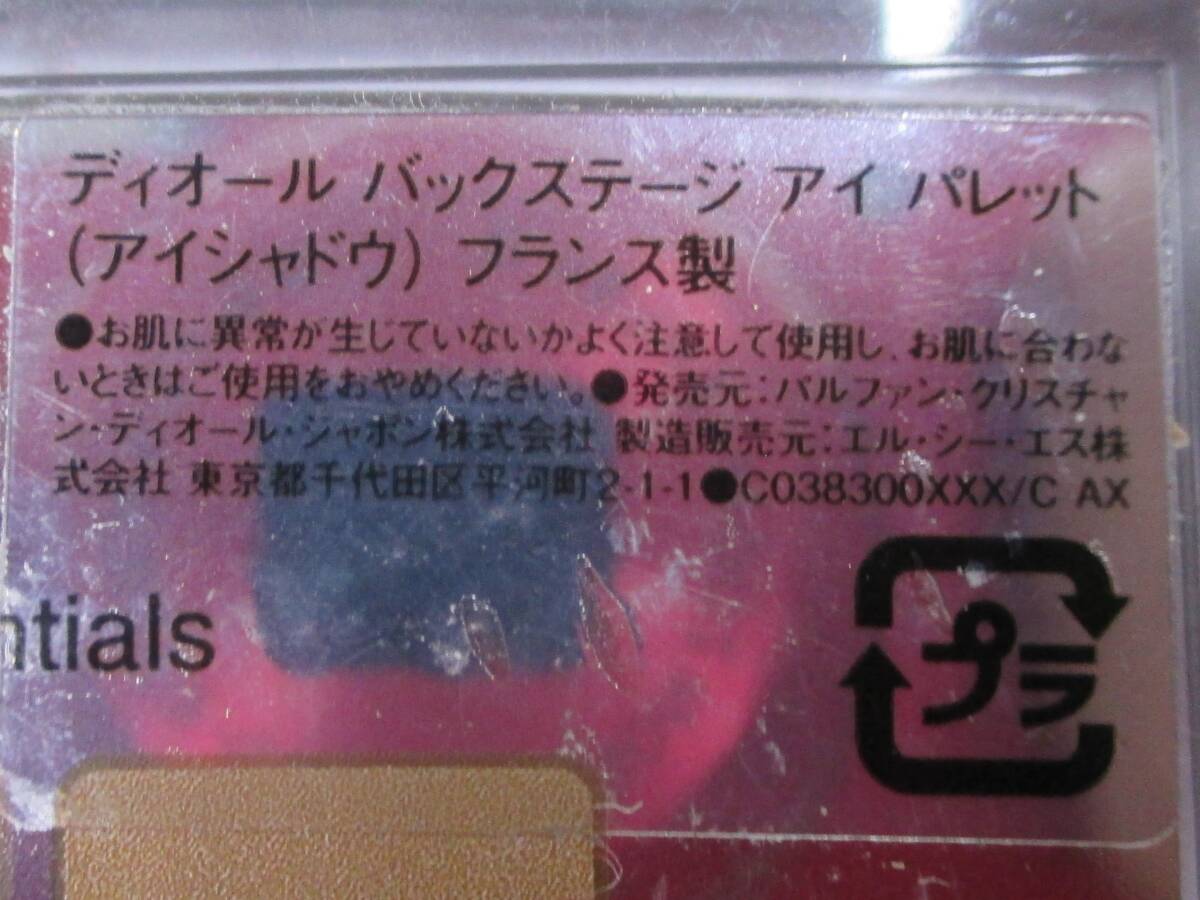 ディオール バックステージ アイ パレット
（アイシャドウ） フランス製
●お肌に異常が生じていないかよく注意して使用し、お肌に合わな
いときはご使用をおやめください。●発売元：パルファン・クリスチャ
ン・ディオール・ジャポン株式会社 製造販売元：エル・シー・エス株
式会社 東京都千代田区平河町2-1-1●C038300XXX/C AX
ntials
プラ